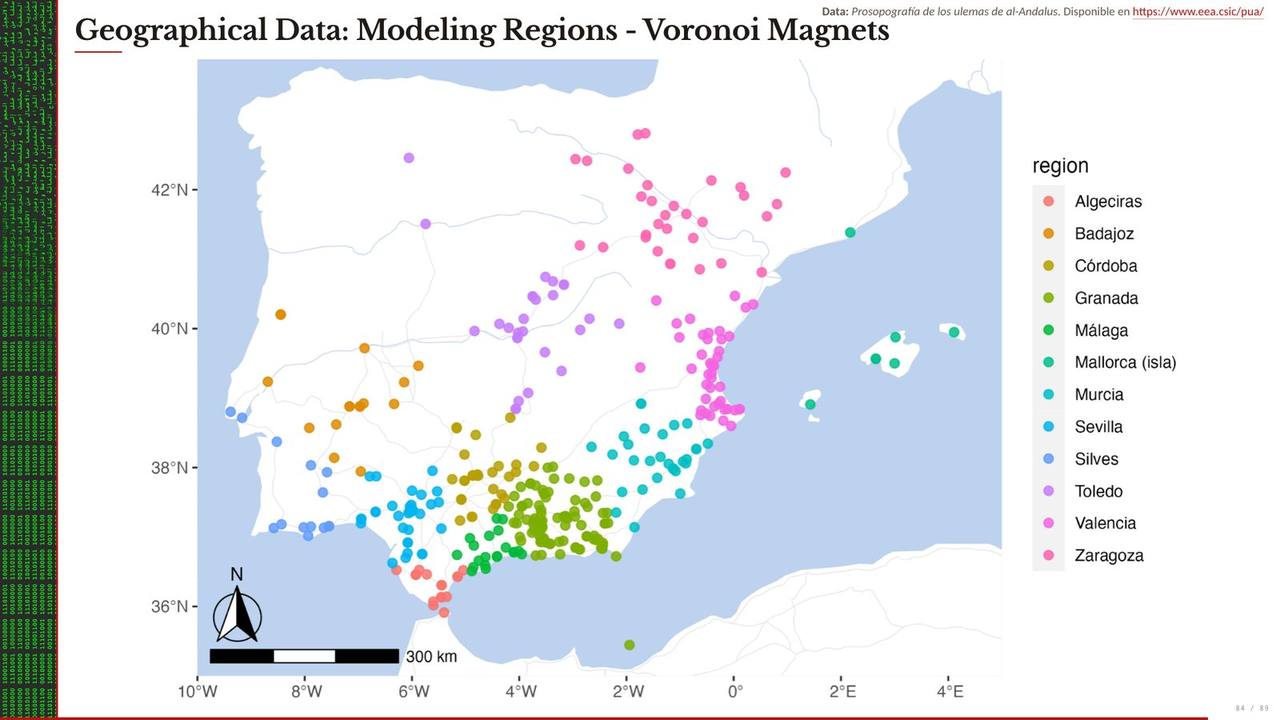 Data: Prosopografía de los ulemas de al-Andalus. Disponible en https://www.eea.csic/pua/
Geographical Data: Modeling Regions - Voronoi Magnets
42°N
40°N
38°N
36°N
N
300 km
10°W 8°W 6°W 4°W 2°W 0° 2°E 4°E
region
Algeciras
Badajoz
Córdoba
Granada
Málaga
Mallorca (isla)
Murcia
Sevilla
Silves
Toledo
Valencia
Zaragoza
84 / 89